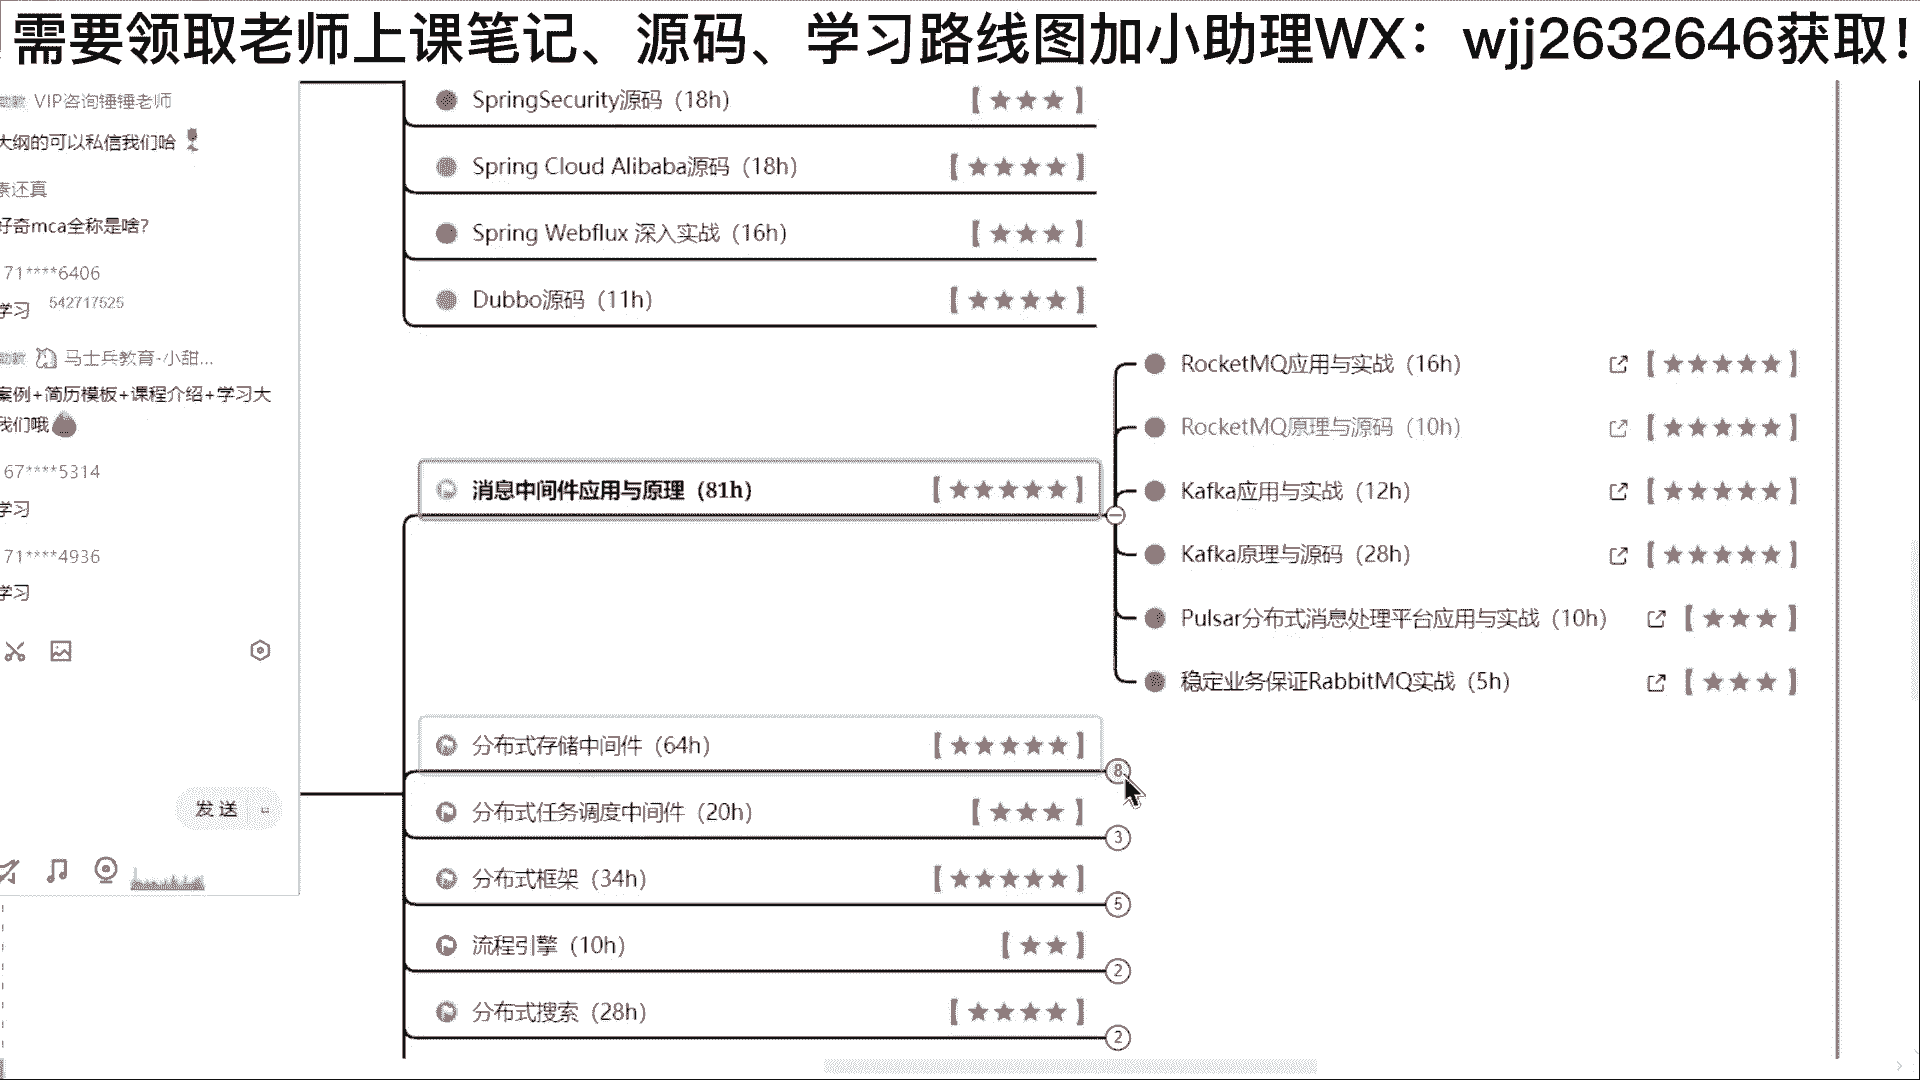 需要领取老师上课笔记、源码、学习路线图加小助理WX：wjj2632646获取！
VIP咨询锤锤老师
大纲的可以私信我们哈
素还真
好奇mca全称是啥?
71****6406
学习 542717525
马士兵教育-小甜...
案例+简历模板+课程介绍+学习大
我们哦
67****5314
学习
71****4936
学习
发送
SpringSecurity源码（18h） 【★★★】
Spring Cloud Alibaba源码（18h） 【★★★★】
Spring Webflux 深入实战（16h） 【★★★】
Dubbo源码（11h） 【★★★★】
消息中间件应用与原理（81h） 【★★★★★】
RocketMQ应用与实战（16h） 【★★★★★】
RocketMQ原理与源码（10h） 【★★★★★】
Kafka应用与实战（12h） 【★★★★★】
Kafka原理与源码（28h） 【★★★★★】
Pulsar分布式消息处理平台应用与实战（10h） 【★★★】
稳定业务保证RabbitMQ实战（5h） 【★★★】
分布式存储中间件（64h） 【★★★★★】 8
分布式任务调度中间件（20h） 【★★★】 3
分布式框架（34h） 【★★★★★】 5
流程引擎（10h） 【★★】 2
分布式搜索（28h） 【★★★★】 2